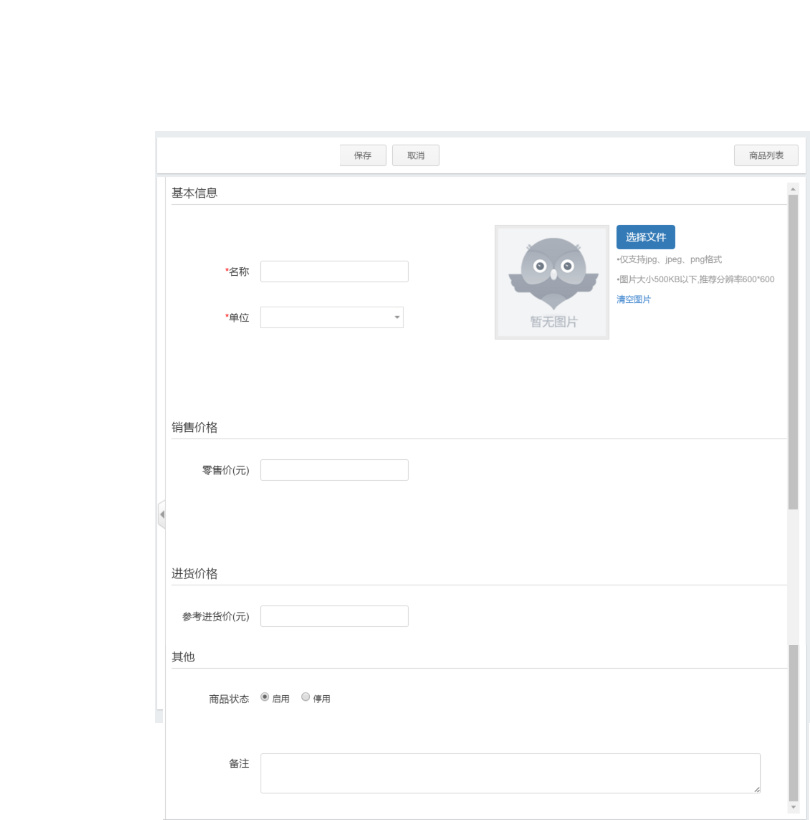 保存 取消 商品列表
基本信息
选择文件
•仅支持jpg、jpeg、png格式
*名称
•图片大小500KB以下,推荐分辨率600*600
清空图片
*单位
暂无图片
销售价格
零售价(元)
进货价格
参考进货价(元)
其他
商品状态 启用 停用
备注